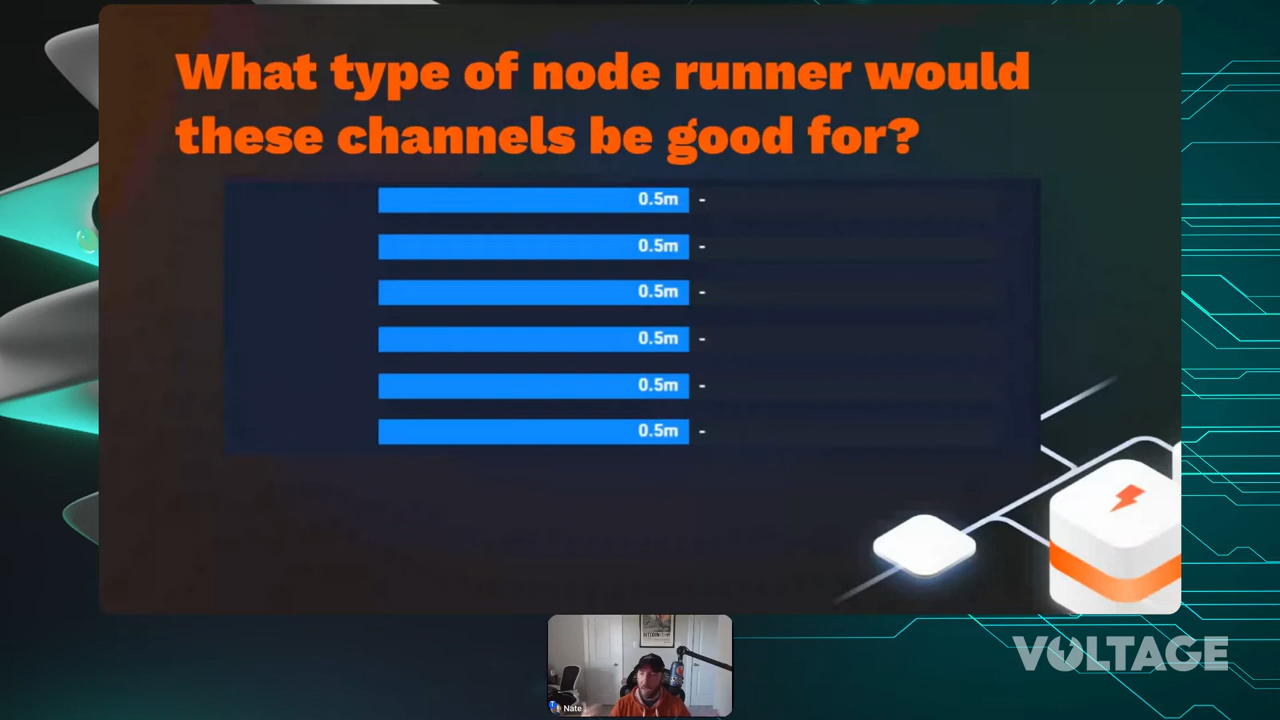 What type of node runner would
these channels be good for?
0.5m -
0.5m -
0.5m -
0.5m -
0.5m -
0.5m -
Nate
VOLTAGE